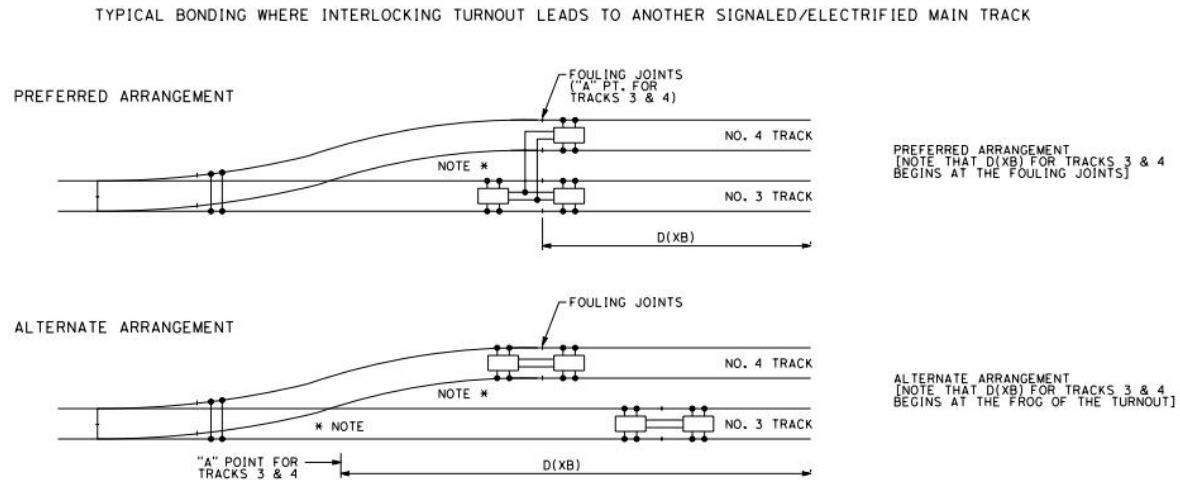 TYPICAL BONDING WHERE INTERLOCKING TURNOUT LEADS TO ANOTHER SIGNALED/ELECTRIFIED MAIN TRACK
PREFERRED ARRANGEMENT
FOULING JOINTS
("A" PT. FOR
TRACKS 3 & 4)
NO. 4 TRACK
NOTE *
NO. 3 TRACK
D(XB)
PREFERRED ARRANGEMENT
[NOTE THAT D(XB) FOR TRACKS 3 & 4
BEGINS AT THE FOULING JOINTS]
ALTERNATE ARRANGEMENT
FOULING JOINTS
NO. 4 TRACK
NOTE *
* NOTE
NO. 3 TRACK
"A" POINT FOR
TRACKS 3 & 4
D(XB)
ALTERNATE ARRANGEMENT
[NOTE THAT D(XB) FOR TRACKS 3 & 4
BEGINS AT THE FROG OF THE TURNOUT]